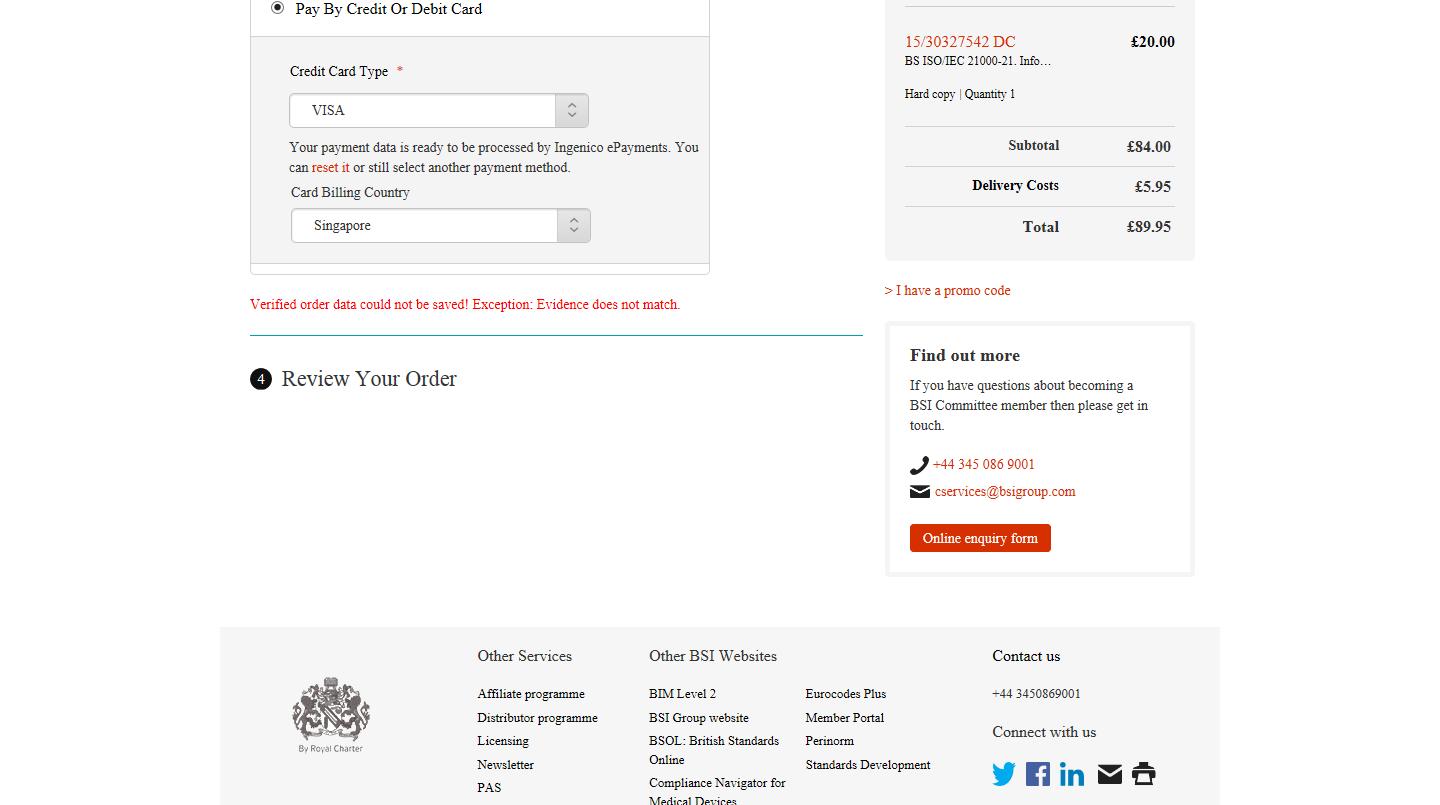 Pay By Credit Or Debit Card
Credit Card Type *
VISA
Your payment data is ready to be processed by Ingenico ePayments. You
can reset it or still select another payment method.
Card Billing Country
Singapore
Verified order data could not be saved! Exception: Evidence does not match.
4 Review Your Order
15/30327542 DC £20.00
BS ISO/IEC 21000-21. Info…
Hard copy | Quantity 1
Subtotal £84.00
Delivery Costs £5.95
Total £89.95
> I have a promo code
Find out more
If you have questions about becoming a
BSI Committee member then please get in
touch.
+44 345 086 9001
cservices@bsigroup.com
Online enquiry form
By Royal Charter
Other Services
Affiliate programme
Distributor programme
Licensing
Newsletter
PAS
Other BSI Websites
BIM Level 2
BSI Group website
BSOL: British Standards
Online
Compliance Navigator for
Medical Devices
Eurocodes Plus
Member Portal
Perinorm
Standards Development
Contact us
+44 3450869001
Connect with us